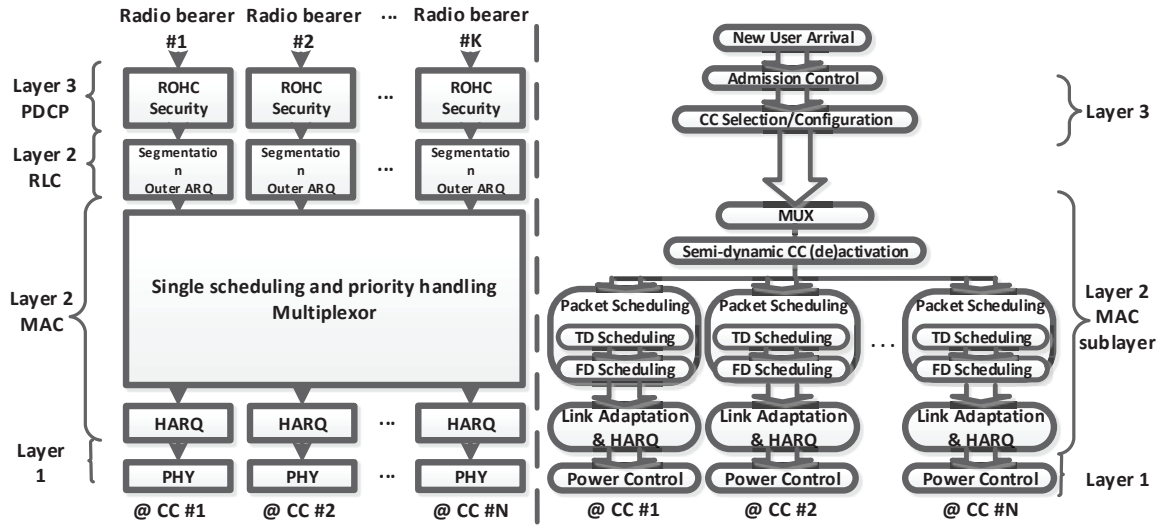 Radio bearer Radio bearer ... Radio bearer
#1 #2 #K
Layer 3
PDCP
ROHC
Security
ROHC
Security
...
ROHC
Security
Layer 2
RLC
Segmentatio
n
Outer ARQ
Segmentatio
n
Outer ARQ
...
Segmentatio
n
Outer ARQ
Layer 2
MAC
Single scheduling and priority handling
Multiplexor
HARQ HARQ ... HARQ
Layer
1
PHY PHY ... PHY
@ CC #1 @ CC #2 @ CC #N
New User Arrival
Admission Control
CC Selection/Configuration
Layer 3
MUX
Semi-dynamic CC (de)activation
Packet Scheduling
TD Scheduling
FD Scheduling
Packet Scheduling
TD Scheduling
FD Scheduling
...
Packet Scheduling
TD Scheduling
FD Scheduling
Layer 2
MAC
sublayer
Link Adaptation
& HARQ
Link Adaptation
& HARQ
Link Adaptation
& HARQ
Power Control Power Control Power Control
Layer 1
@ CC #1 @ CC #2 @ CC #N